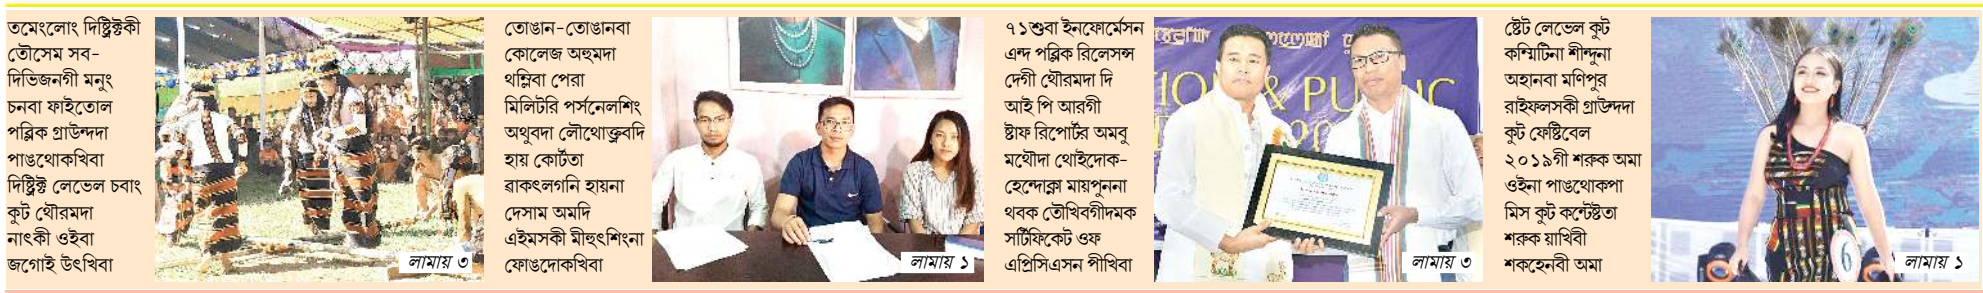 তমেংলোং দিষ্ট্রিক্টকী
তৌসেম সব-
দিভিজনগী মনুং
চনবা ফাইতোল
পব্লিক গ্রাউন্দদা
পাঙথোকখিবা
দিষ্ট্রিক্ট লেভেল চবাং
কুট থৌরমদা
নাংকী ওইবা
জগোই উৎখিবা
লামায় ৩
তোঙান-তোঙানবা
কোলেজ অহুমদা
থম্লিবা পেরা
মিলিটরি পর্সনেলশিং
অথুবদা লৌথোক্ত্রবদি
হায় কোর্টতা
ৱাকৎলগনি হায়না
দেসাম অমদি
এইমসকী মীহুৎশিংনা
ফোঙদোকখিবা
লামায় ১
৭১শুবা ইনফোর্মেসন
এন্দ পব্লিক রিলেসন্স
দেগী থৌরমদা দি
আই পি আরগী
ষ্টাফ রিপোর্টর অমবু
মথৌদা থোইদোক-
হেন্দোক্না মায়পুননা
থবক তৌখিবগীদমক
সর্টিফিকেট ওফ
এপ্রিসিএসন পীখিবা
লামায় ৩
ষ্টেট লেভেল কুট
কম্মিটিনা শীন্দুনা
অহানবা মণিপুর
রাইফলসকী গ্রাউন্দদা
কুট ফেষ্টিবেল
২০১৯গী শরুক অমা
ওইনা পাঙথোকপা
মিস কুট কন্টেষ্টতা
শরুক য়াখিবী
শকহেনবী অমা
6
লামায় ১